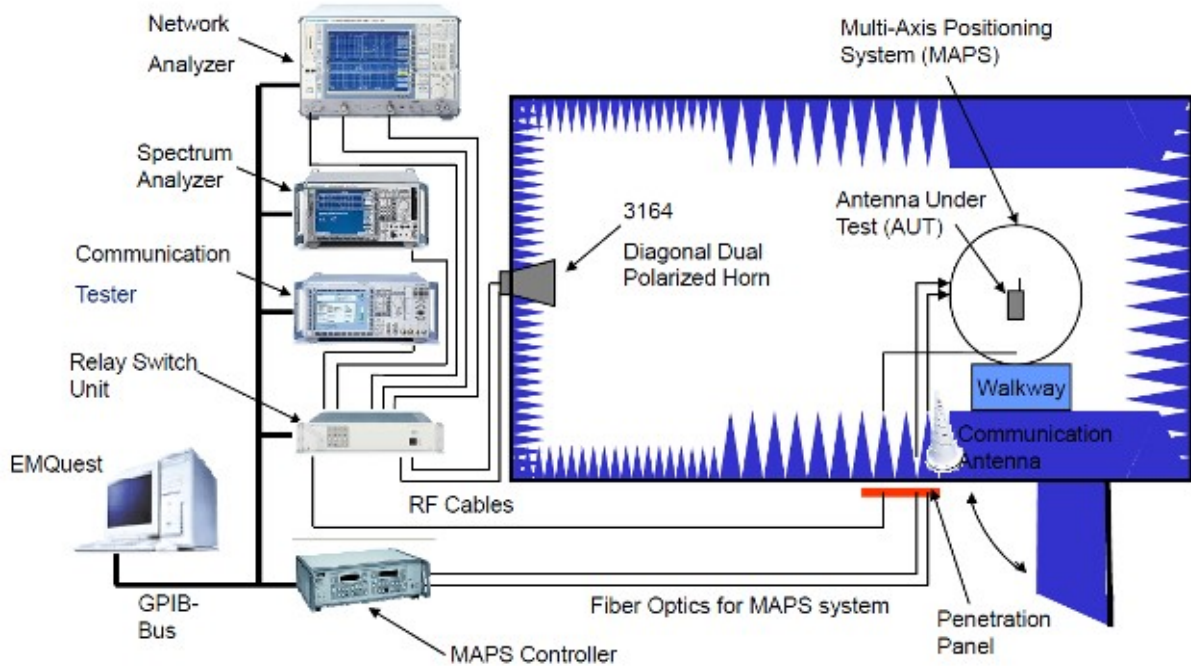 Network
Analyzer
Spectrum
Analyzer
Communication
Tester
Relay Switch
Unit
EMQuest
GPIB-
Bus
MAPS Controller
RF Cables
Fiber Optics for MAPS system
3164
Diagonal Dual
Polarized Horn
Multi-Axis Positioning
System (MAPS)
Antenna Under
Test (AUT)
Walkway
Communication
Antenna
Penetration
Panel